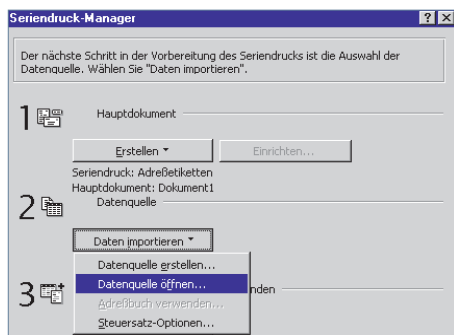 Seriendruck-Manager
Der nächste Schritt in der Vorbereitung des Seriendrucks ist die Auswahl der
Datenquelle. Wählen Sie "Daten importieren".
1 Hauptdokument
Erstellen Einrichten...
Seriendruck: Adreßetiketten
Hauptdokument: Dokument1
2 Datenquelle
Daten importieren
Datenquelle erstellen...
Datenquelle öffnen...
3 nden
Adreßbuch verwenden...
Steuersatz-Optionen...